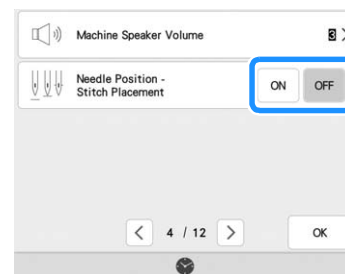 Machine Speaker Volume 3
Needle Position -
Stitch Placement
ON OFF
4 / 12
OK